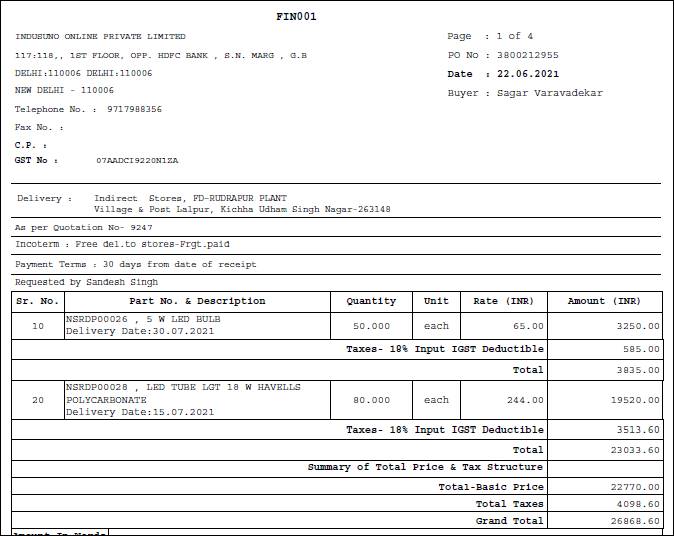 FIN001
INDUSUNO ONLINE PRIVATE LIMITED
Page : 1 of 4
117:118,, 1ST FLOOR, OPP. HDFC BANK , S.N. MARG , G.B
PO No : 3800212955
DELHI:110006 DELHI:110006
Date : 22.06.2021
NEW DELHI - 110006
Buyer : Sagar Varavadekar
Telephone No. : 9717988356
Fax No. :
C.P. :
GST No : 07AADCI9220N1ZA
Delivery : Indirect Stores, FD-RUDRAPUR PLANT
Village & Post Lalpur, Kichha Udham Singh Nagar-263148
As per Quotation No- 9247
Incoterm : Free del.to stores-Frgt.paid
Payment Terms : 30 days from date of receipt
Requested by Sandesh Singh
Sr. No. Part No. & Description Quantity Unit Rate (INR) Amount (INR)
NSRDP00026 , 5 W LED BULB
10 50.000 each 65.00 3250.00
Delivery Date:30.07.2021
Taxes- 18% Input IGST Deductible 585.00
Total 3835.00
NSRDP00028 , LED TUBE LGT 18 W HAVELLS
20 POLYCARBONATE 80.000 each 244.00 19520.00
Delivery Date:15.07.2021
Taxes- 18% Input IGST Deductible 3513.60
Total 23033.60
Summary of Total Price & Tax Structure
Total-Basic Price 22770.00
Total Taxes 4098.60
Grand Total 26868.60
Amount In Words